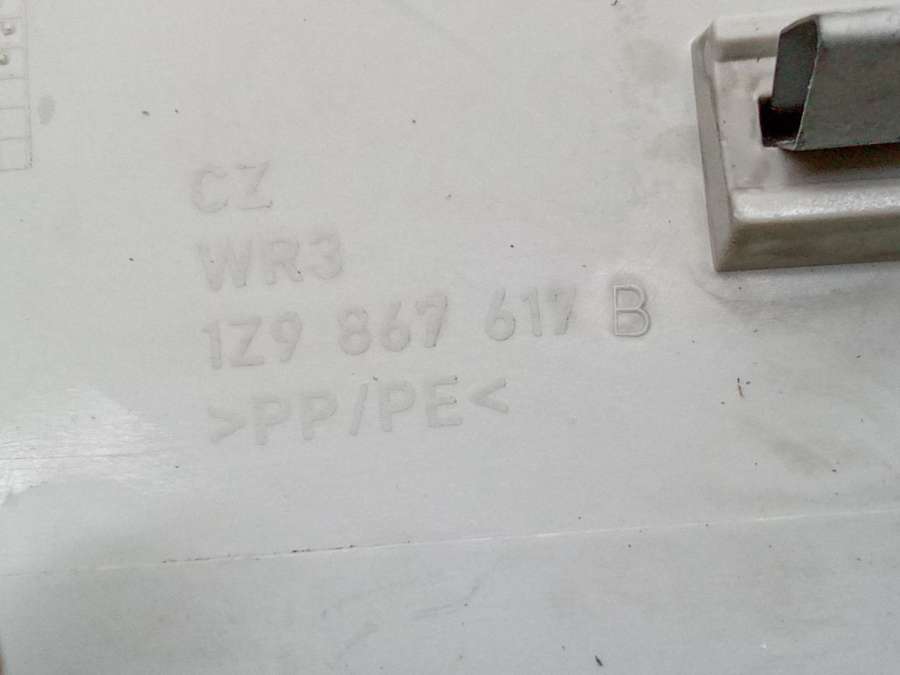 CZ
WR3
1Z9 867 617 B
>PP/PE<